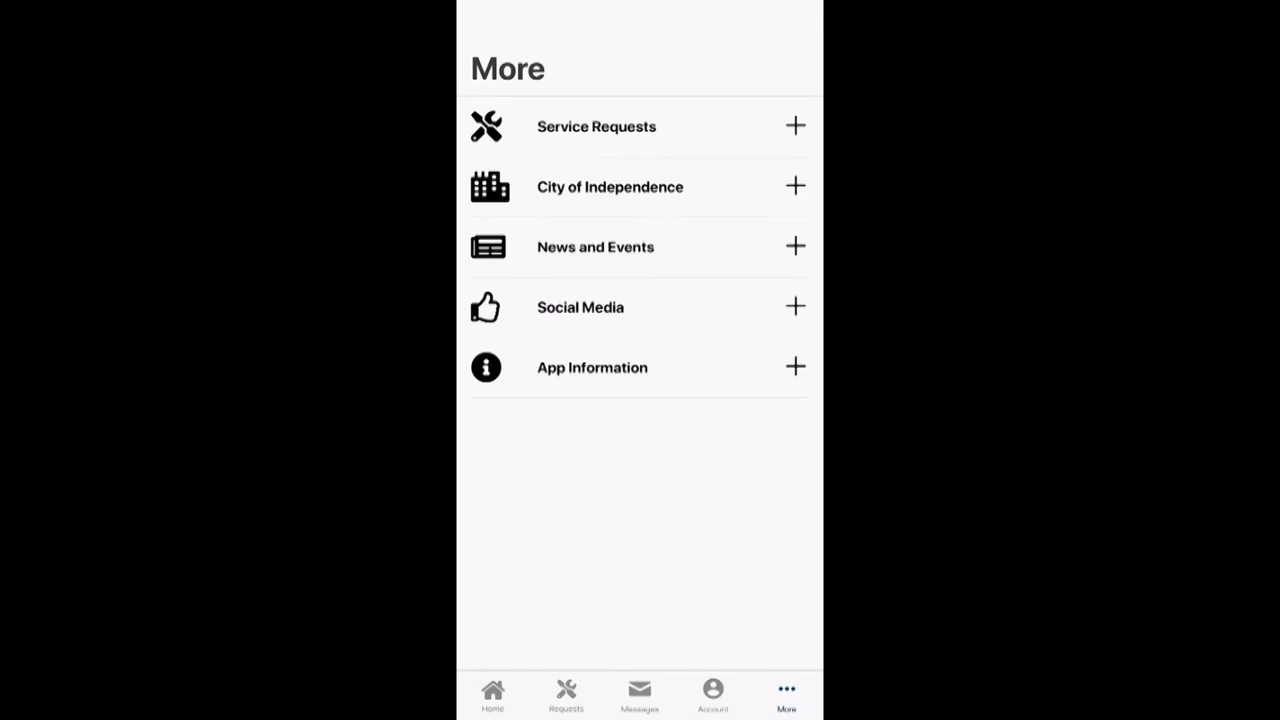 More
Service Requests
City of Independence
News and Events
Social Media
App Information
Home
Requests
Messages
Account
More